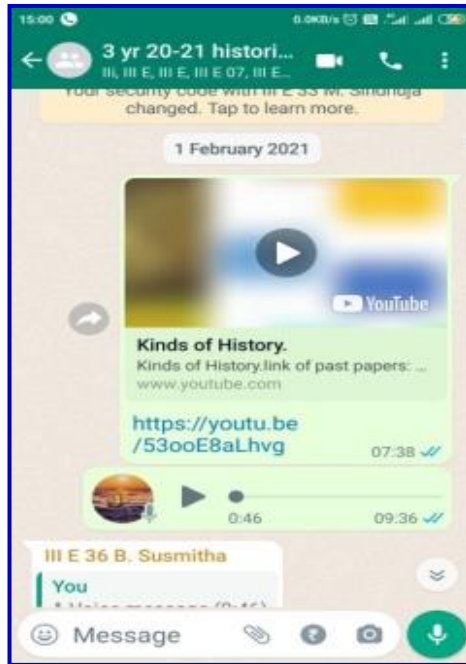 15:00
0.0KB/s
3 yr 20-21 histori...
III, III E, III E, III E 07, III E...
Your security code with III E 33 M. Sindhuja
changed. Tap to learn more.
1 February 2021
YouTube
Kinds of History.
Kinds of History.link of past papers: ...
www.youtube.com
https://youtu.be
/53ooE8aLhvg
07:38
0:46
09:36
III E 36 B. Susmitha
You
Voice message (0:46)
Message